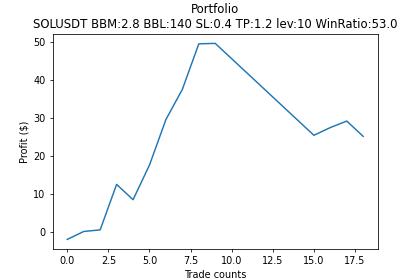 Portfolio
SOLUSDT BBM:2.8 BBL:140 SL:0.4 TP:1.2 lev:10 WinRatio:53.0
50
40
30
20
10
0
Profit ($)
0.0 2.5 5.0 7.5 10.0 12.5 15.0 17.5
Trade counts